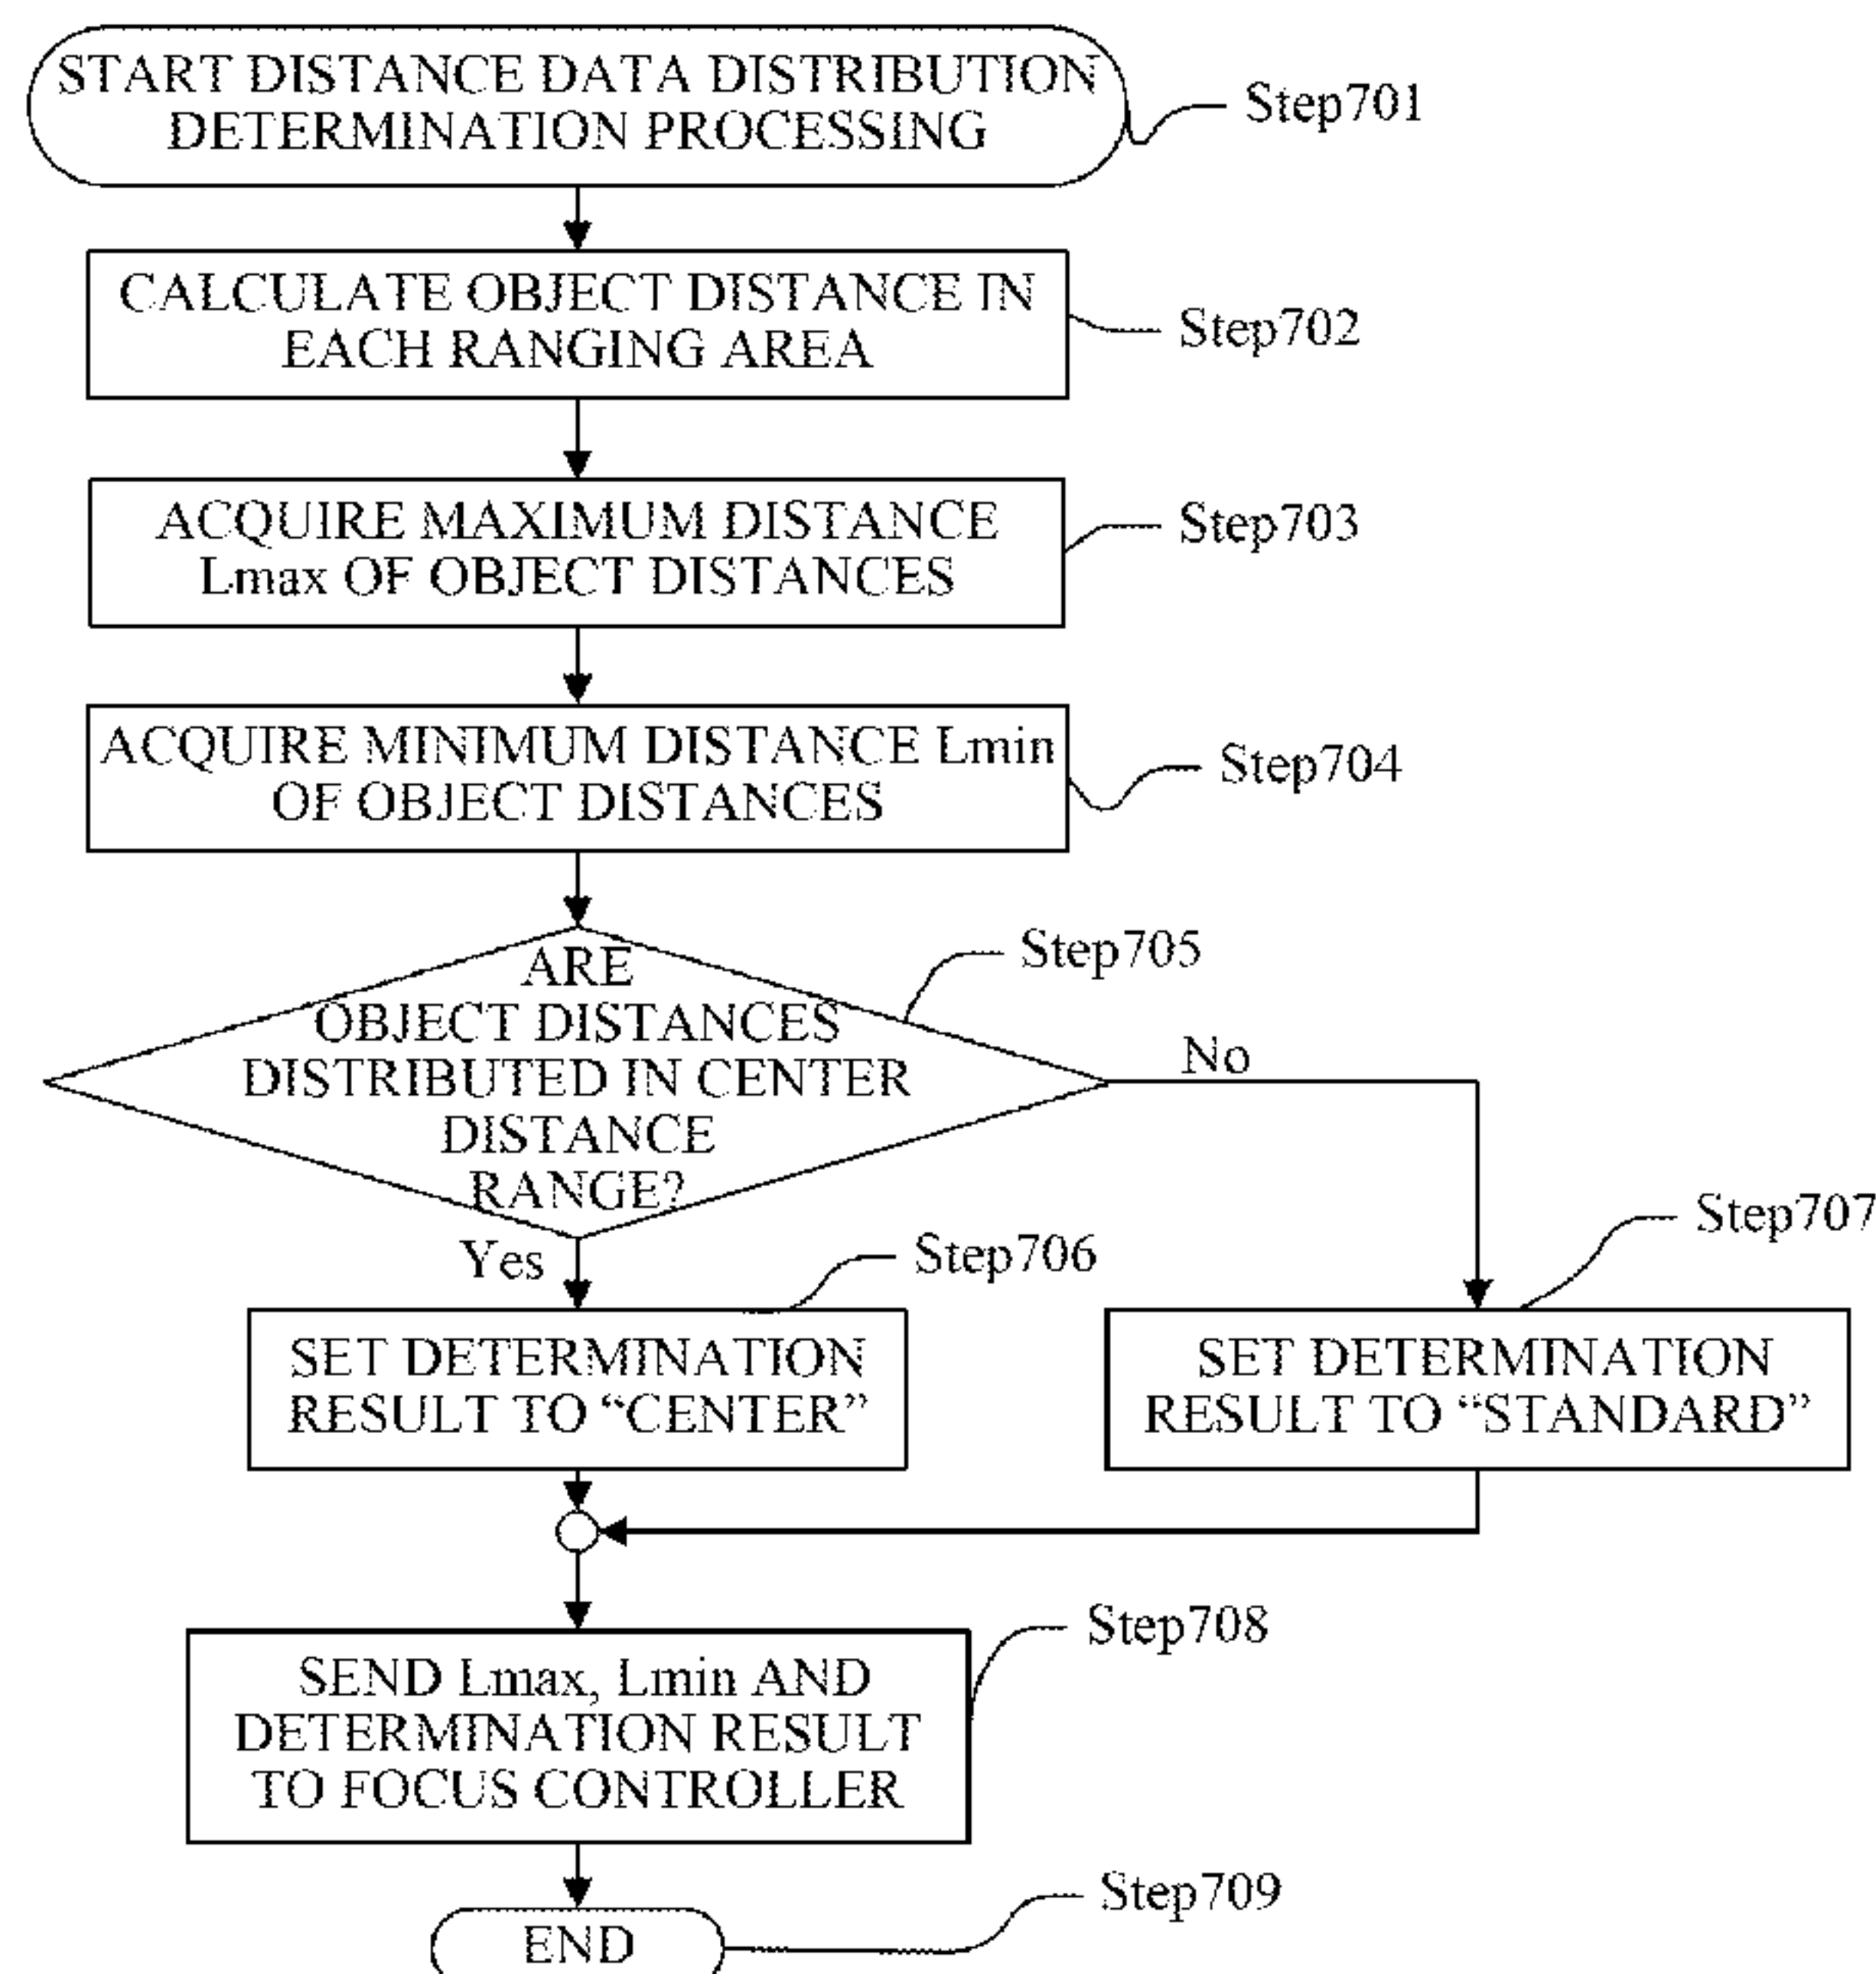 START DISTANCE DATA DISTRIBUTION
DETERMINATION PROCESSING
Step701
CALCULATE OBJECT DISTANCE IN
EACH RANGING AREA
Step702
ACQUIRE MAXIMUM DISTANCE
Lmax OF OBJECT DISTANCES
Step703
ACQUIRE MINIMUM DISTANCE Lmin
OF OBJECT DISTANCES
Step704
ARE
OBJECT DISTANCES
DISTRIBUTED IN CENTER
DISTANCE
RANGE?
Step705
No
Yes
Step706
Step707
SET DETERMINATION
RESULT TO “CENTER”
SET DETERMINATION
RESULT TO “STANDARD”
SEND Lmax, Lmin AND
DETERMINATION RESULT
TO FOCUS CONTROLLER
Step708
END
Step709